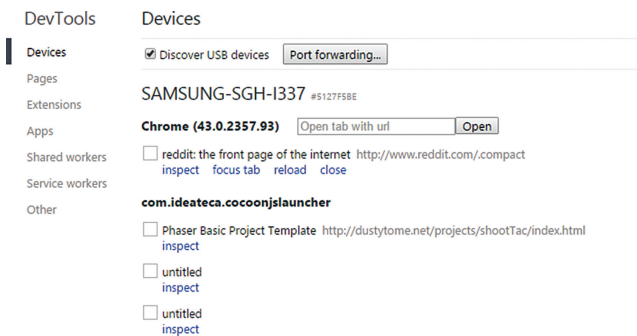 DevTools
Devices
Devices
Pages
Extensions
Apps
Shared workers
Service workers
Other
Discover USB devices Port forwarding...
SAMSUNG-SGH-I337 #5127F5BE
Chrome (43.0.2357.93) Open tab with url Open
reddit: the front page of the internet http://www.reddit.com/.compact
inspect focus tab reload close
com.ideateca.cocoonjslauncher
Phaser Basic Project Template http://dustytome.net/projects/shootTac/index.html
inspect
untitled
inspect
untitled
inspect